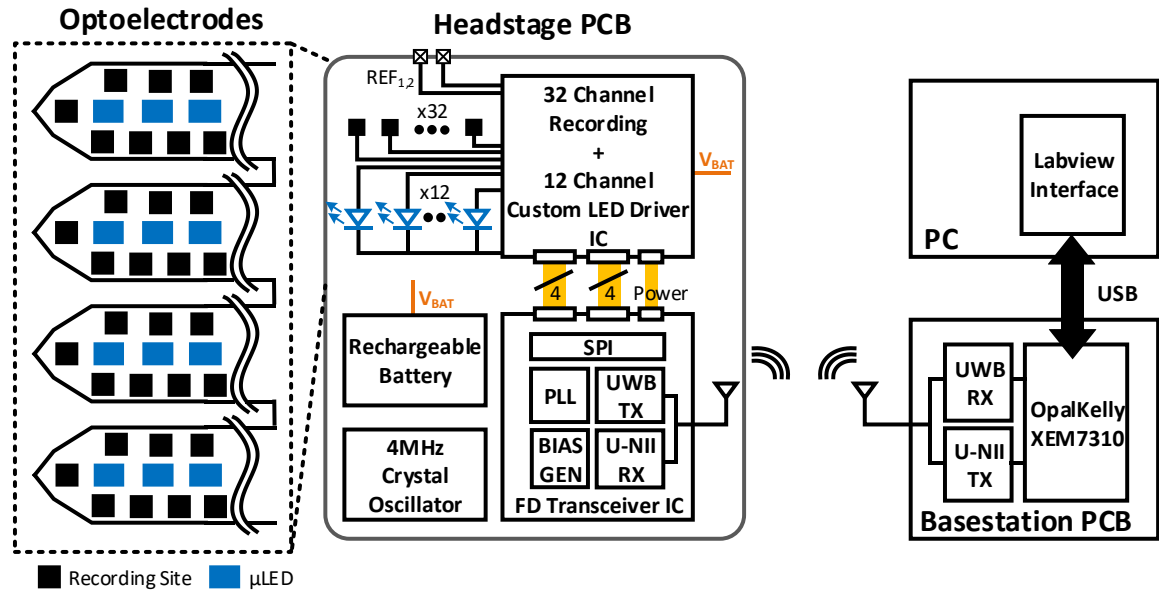 Optoelectrodes
Recording Site
µLED
Headstage PCB
REF1,2
x32
x12
32 Channel
Recording
+
12 Channel
Custom LED Driver
IC
VBAT
4
4
Power
VBAT
Rechargeable
Battery
4MHz
Crystal
Oscillator
SPI
PLL
UWB
TX
BIAS
GEN
U-NII
RX
FD Transceiver IC
Labview
Interface
PC
USB
UWB
RX
U-NII
TX
OpalKelly
XEM7310
Basestation PCB